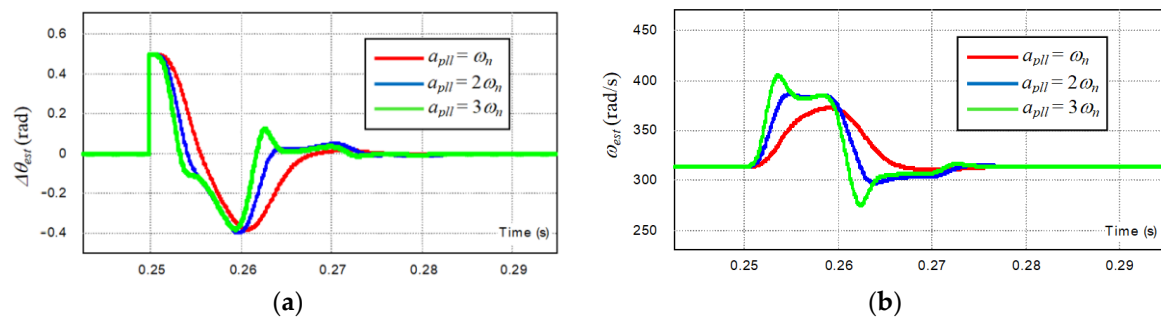 0.4
0.2
0
−0.2
−0.4
Δθest (rad)
apll = ωn
apll = 2ωn
apll = 3ωn
Time (s)
0.25
0.26
0.27
0.28
0.29
(a)
450
400
350
300
250
ωest (rad/s)
apll = ωn
apll = 2ωn
apll = 3ωn
Time (s)
0.25
0.26
0.27
0.28
0.29
(b)